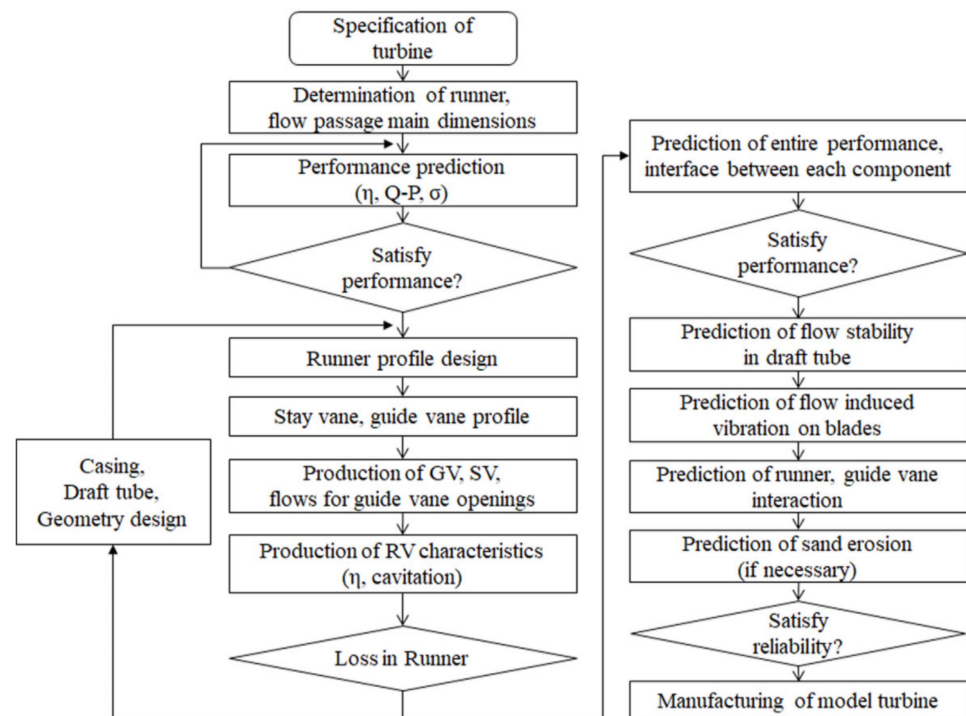 Specification of
turbine
Determination of runner,
flow passage main dimensions
Performance prediction
(η, Q-P, σ)
Satisfy
performance?
Runner profile design
Stay vane, guide vane profile
Production of GV, SV,
flows for guide vane openings
Production of RV characteristics
(η, cavitation)
Loss in Runner
Casing,
Draft tube,
Geometry design
Prediction of entire performance,
interface between each component
Satisfy
performance?
Prediction of flow stability
in draft tube
Prediction of flow induced
vibration on blades
Prediction of runner, guide vane
interaction
Prediction of sand erosion
(if necessary)
Satisfy
reliability?
Manufacturing of model turbine